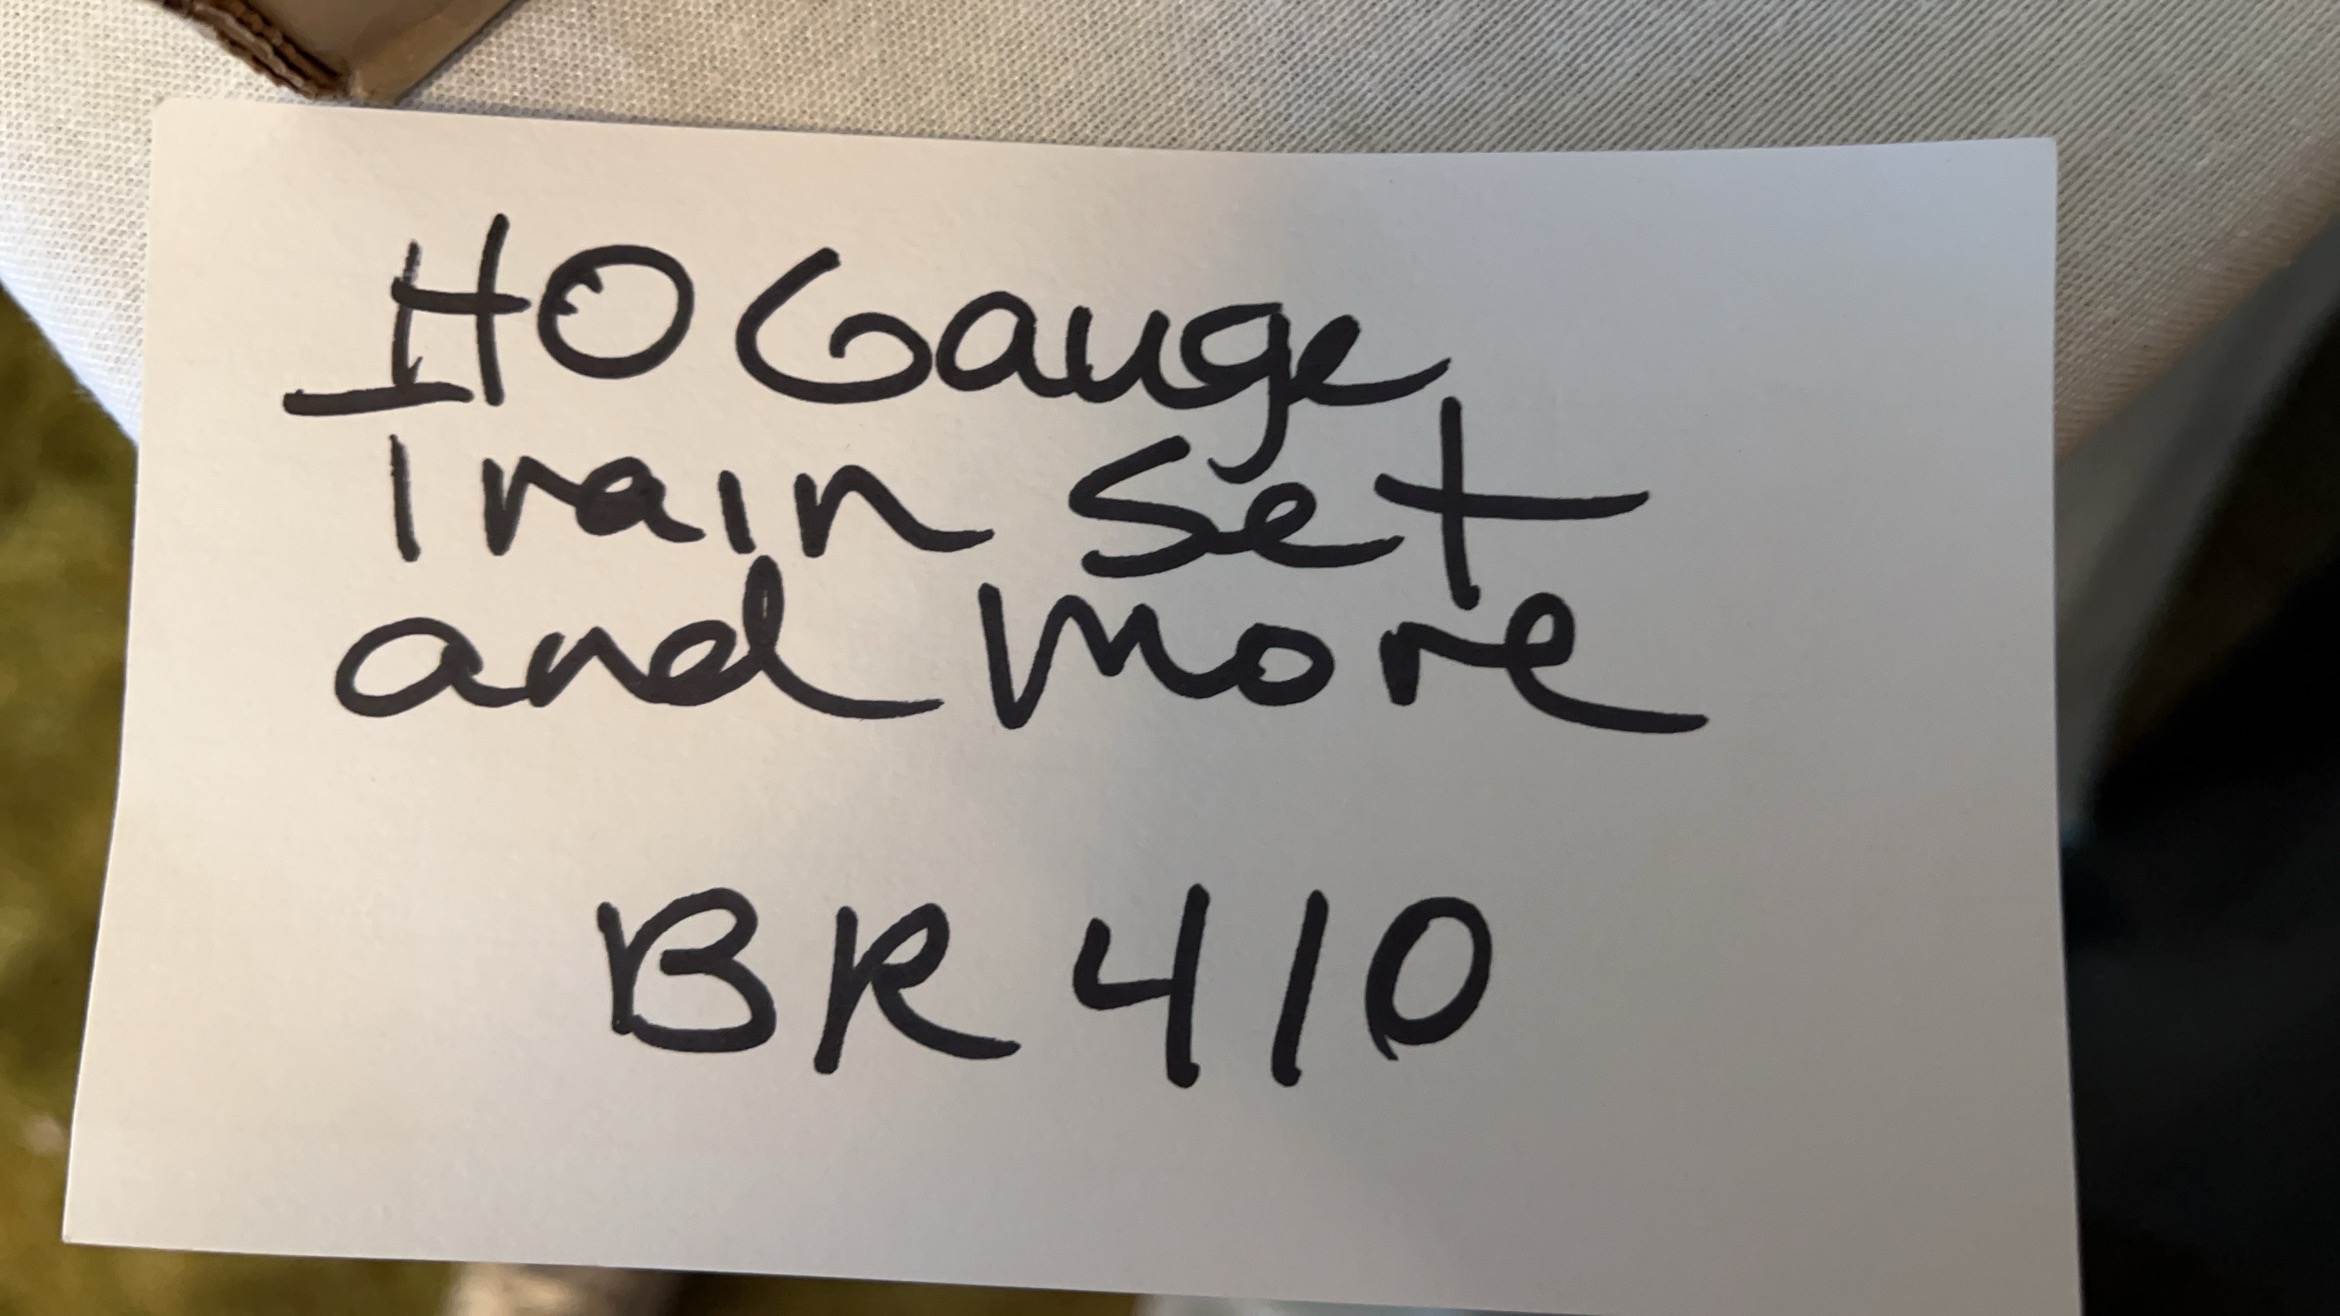 HO Gauge
Train Set
and more
BR 410